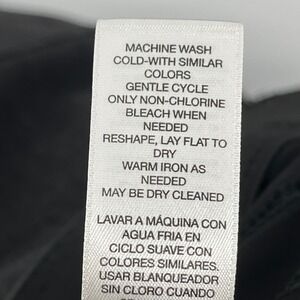 MACHINE WASH
COLD-WITH SIMILAR
COLORS
GENTLE CYCLE
ONLY NON-CHLORINE
BLEACH WHEN
NEEDED
RESHAPE, LAY FLAT TO
DRY
WARM IRON AS
NEEDED
MAY BE DRY CLEANED
LAVAR A MÁQUINA CON
AGUA FRIA EN
CICLO SUAVE CON
COLORES SIMILARES.
USAR BLANQUEADOR
SIN CLORO CUANDO